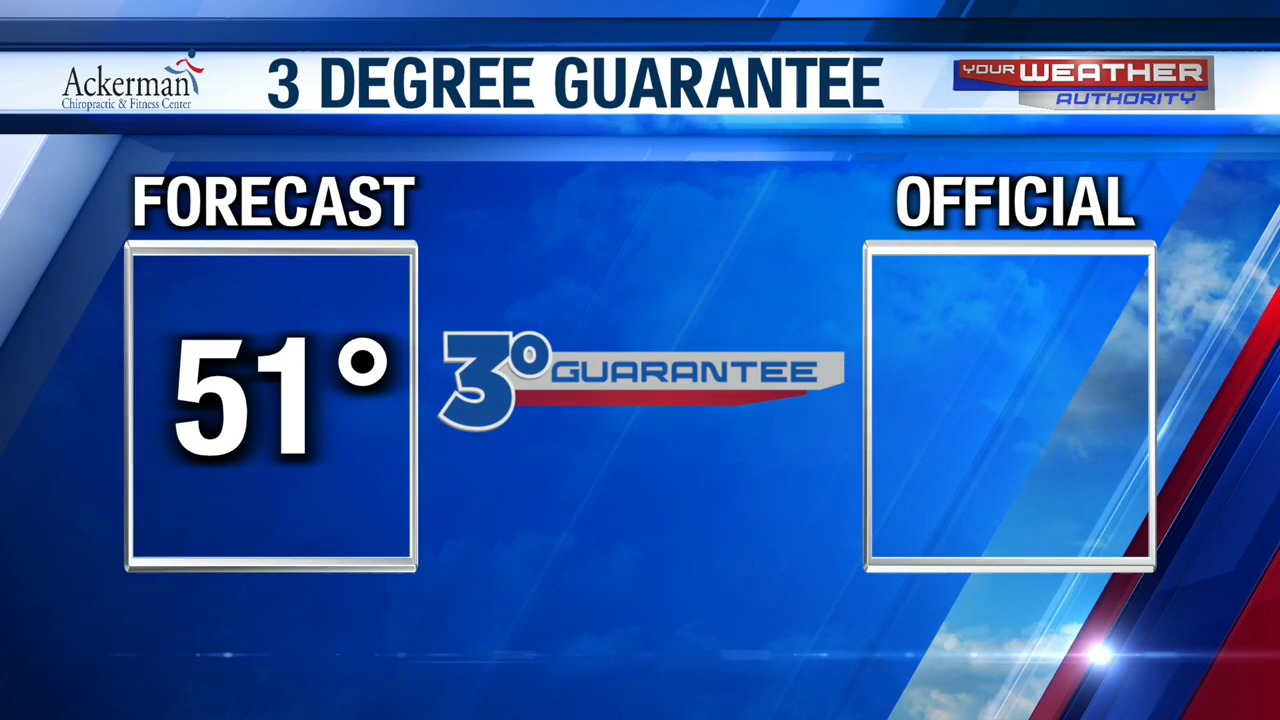 Ackerman
Chiropractic & Fitness Center
3 DEGREE GUARANTEE
YOUR WEATHER
AUTHORITY
FORECAST
OFFICIAL
51°
3° GUARANTEE